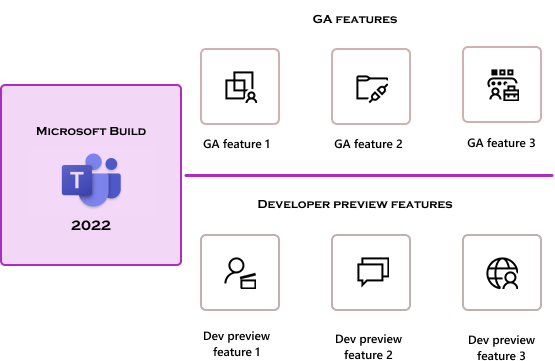 GA features
GA feature 1
GA feature 2
GA feature 3
Microsoft Build
T
2022
Developer preview features
Dev preview
feature 1
Dev preview
feature 2
Dev preview
feature 3